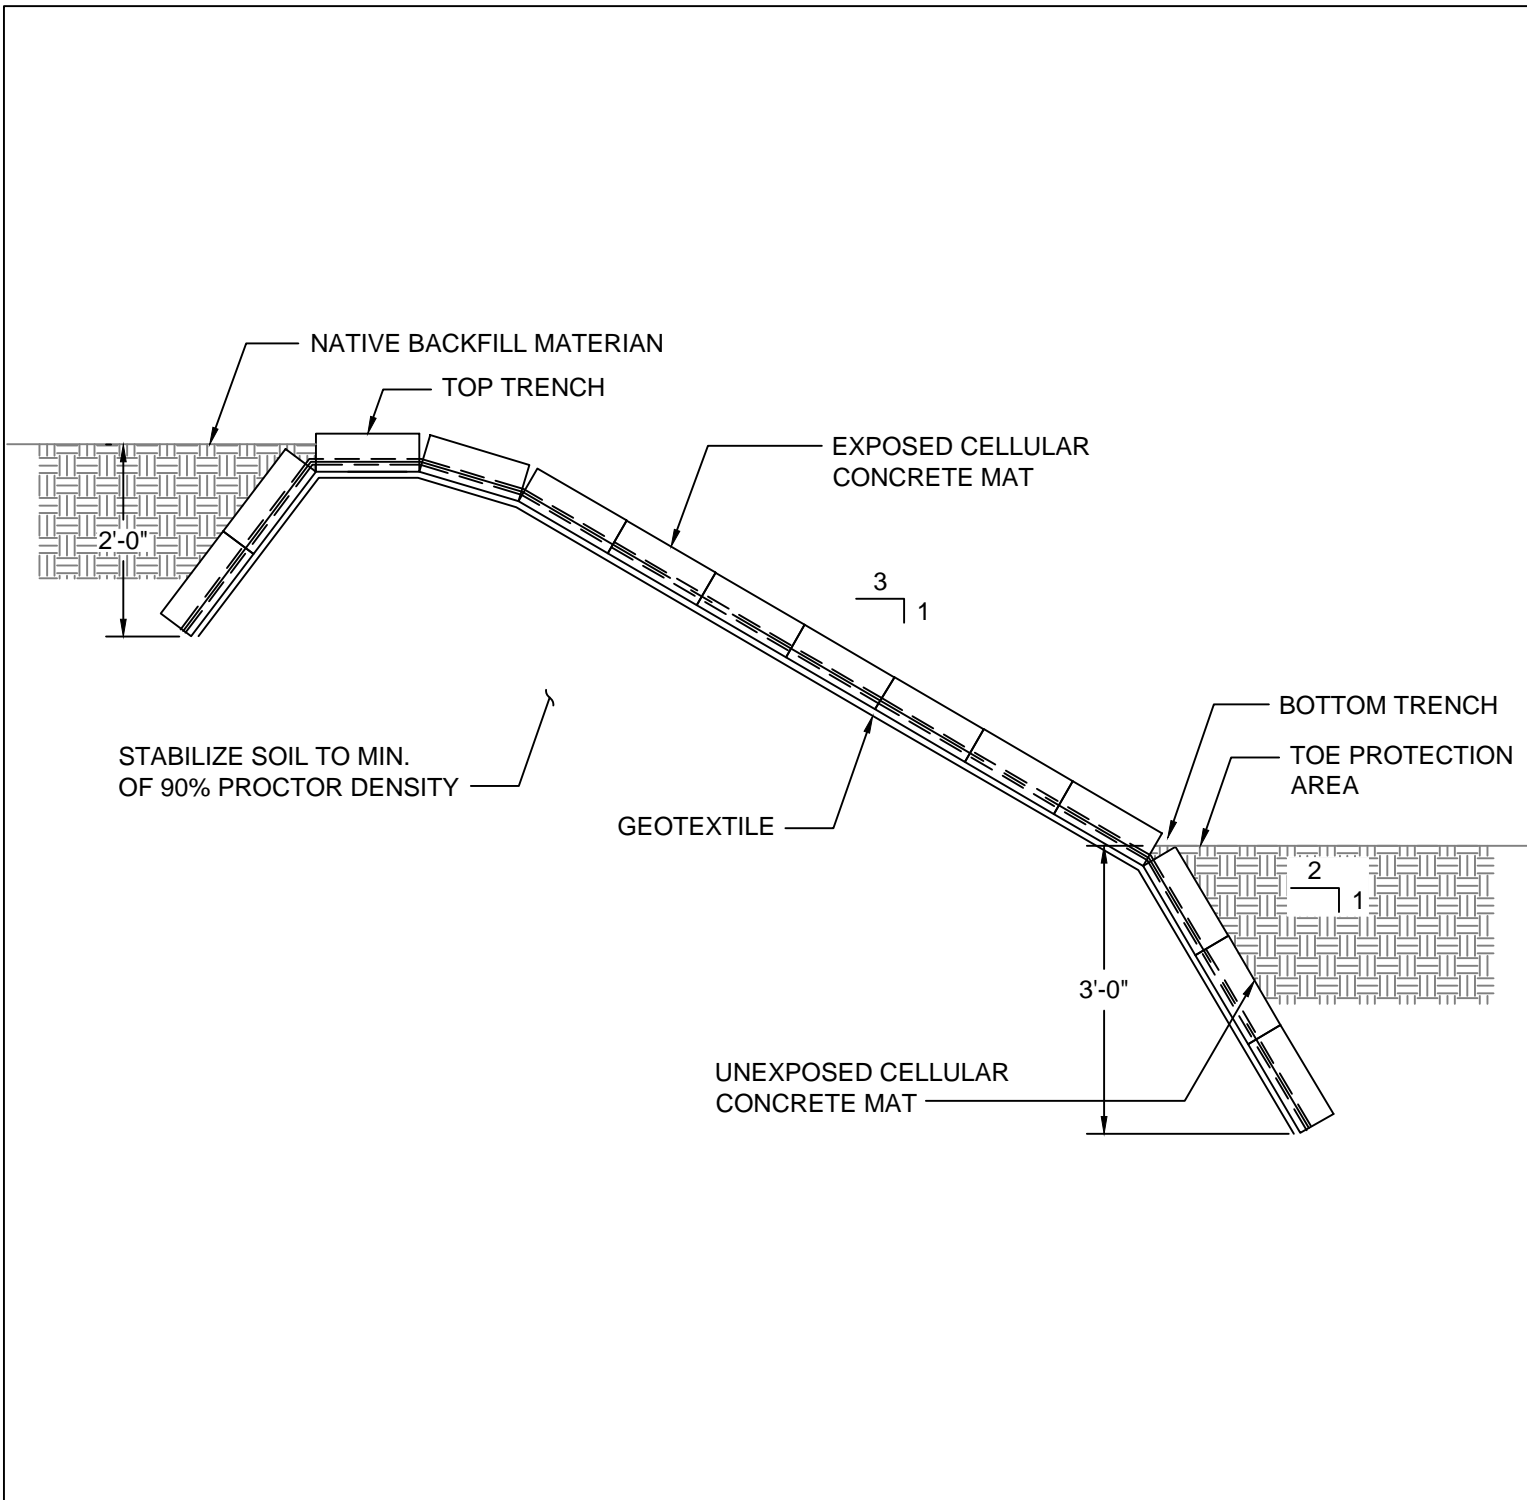 NATIVE BACKFILL MATERIAN
TOP TRENCH
EXPOSED CELLULAR
CONCRETE MAT
2'-0"
3
1
STABILIZE SOIL TO MIN.
OF 90% PROCTOR DENSITY
GEOTEXTILE
BOTTOM TRENCH
TOE PROTECTION
AREA
2
1
3'-0"
UNEXPOSED CELLULAR
CONCRETE MAT